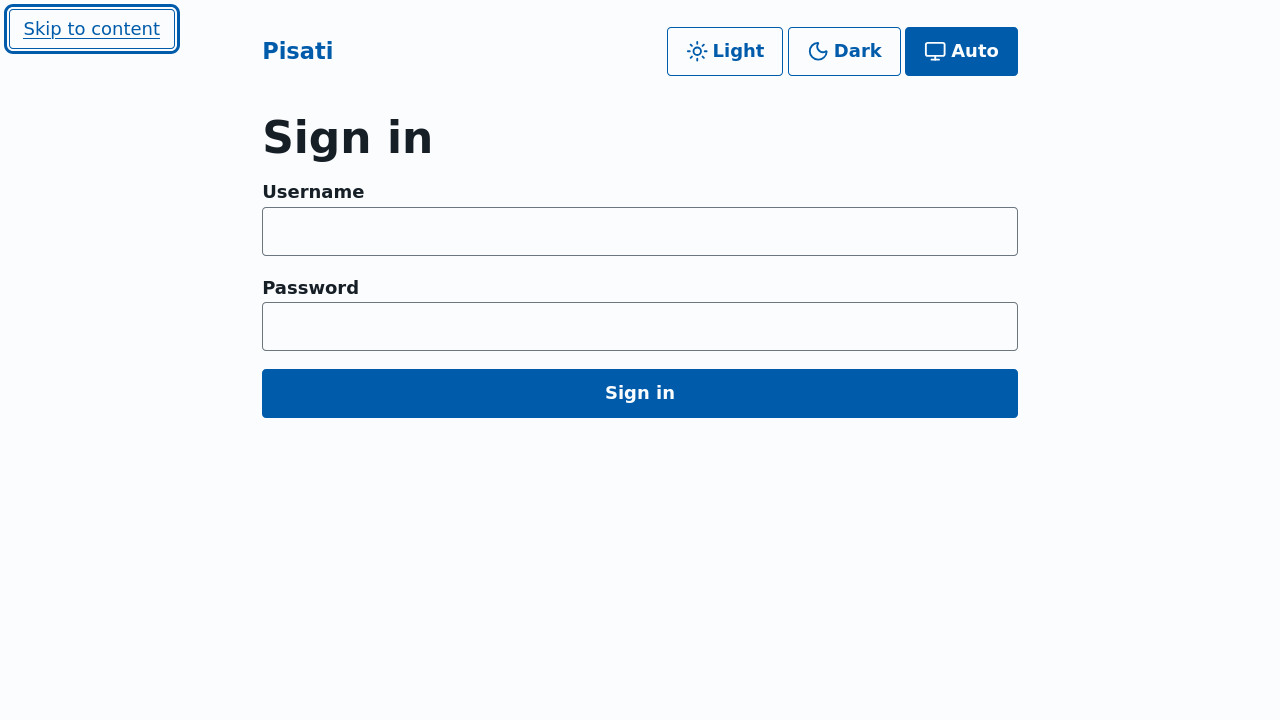 Skip to content
Pisati
Light
Dark
Auto
Sign in
Username
Password
Sign in